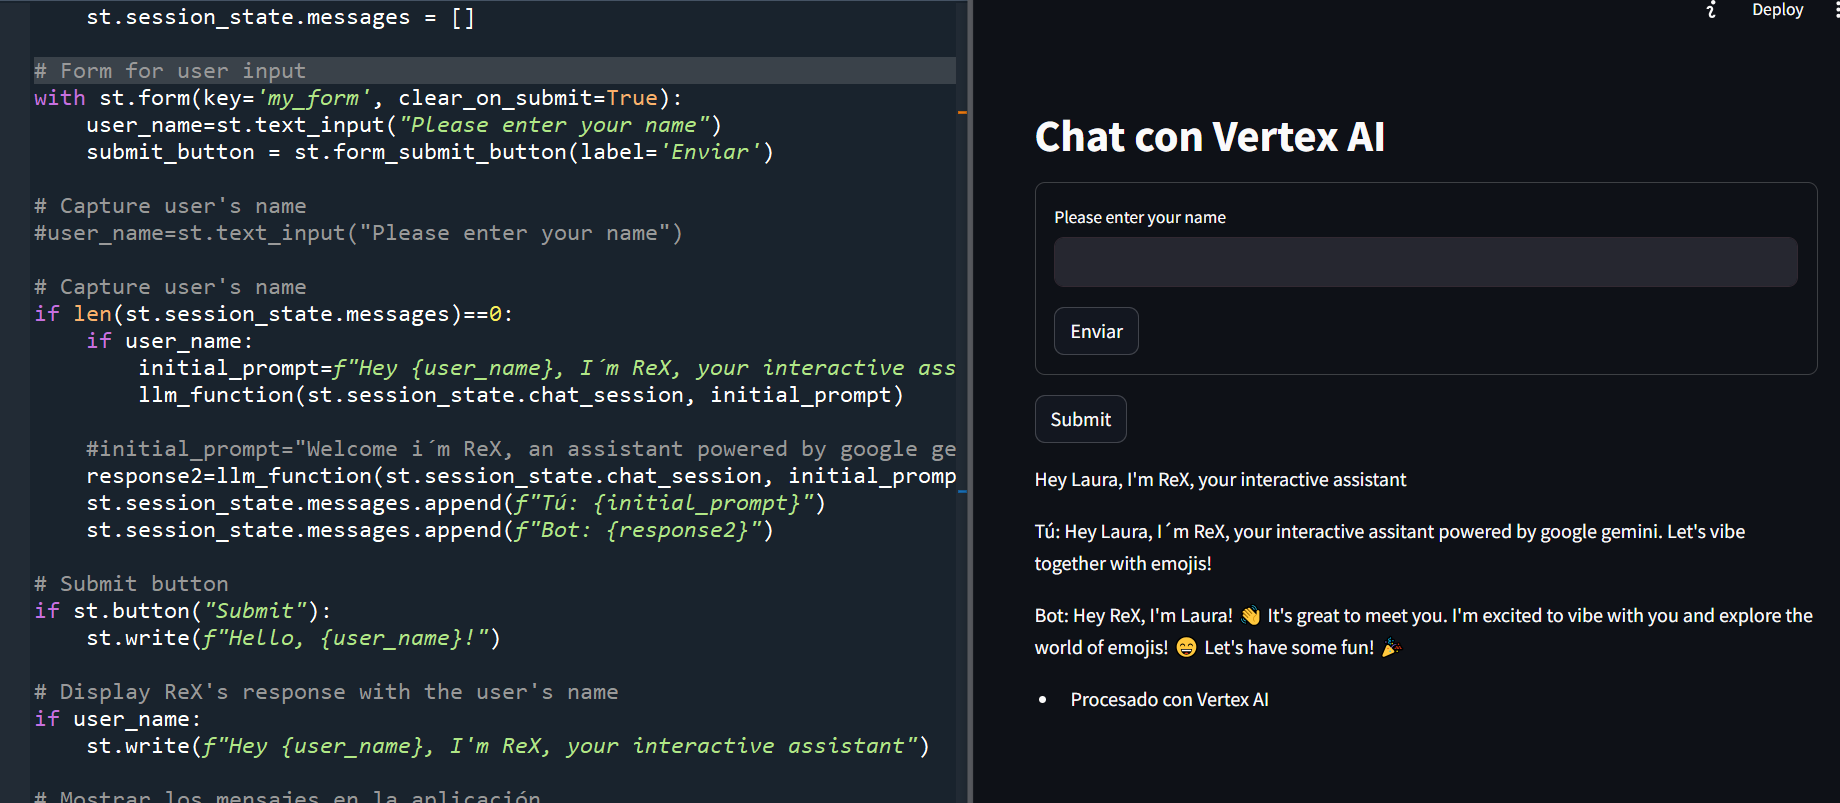 st.session_state.messages = []
# Form for user input
with st.form(key='my_form', clear_on_submit=True):
    user_name=st.text_input("Please enter your name")
    submit_button = st.form_submit_button(label='Enviar')
# Capture user's name
#user_name=st.text_input("Please enter your name")
# Capture user's name
if len(st.session_state.messages)==0:
    if user_name:
        initial_prompt=f"Hey {user_name}, I´m ReX, your interactive ass
        llm_function(st.session_state.chat_session, initial_prompt)
    #initial_prompt="Welcome i´m ReX, an assistant powered by google ge
    response2=llm_function(st.session_state.chat_session, initial_promp
    st.session_state.messages.append(f"Tú: {initial_prompt}")
    st.session_state.messages.append(f"Bot: {response2}")
# Submit button
if st.button("Submit"):
    st.write(f"Hello, {user_name}!")
# Display ReX's response with the user's name
if user_name:
    st.write(f"Hey {user_name}, I'm ReX, your interactive assistant")
# Mostrar los mensajes en la aplicación
Deploy
Chat con Vertex AI
Please enter your name
Enviar
Submit
Hey Laura, I'm ReX, your interactive assistant
Tú: Hey Laura, I´m ReX, your interactive assitant powered by google gemini. Let's vibe
together with emojis!
Bot: Hey ReX, I'm Laura! 👋 It's great to meet you. I'm excited to vibe with you and explore the
world of emojis! 😄 Let's have some fun! 🎉
• Procesado con Vertex AI